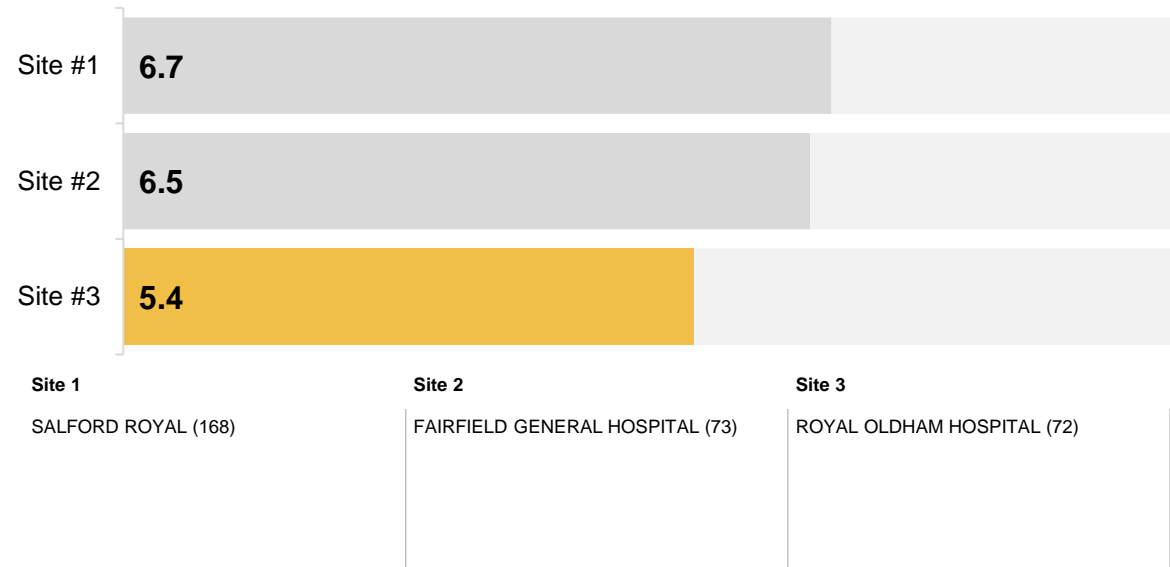 Site #1 6.7
Site #2 6.5
Site #3 5.4
Site 1 Site 2 Site 3
SALFORD ROYAL (168) FAIRFIELD GENERAL HOSPITAL (73) ROYAL OLDHAM HOSPITAL (72)